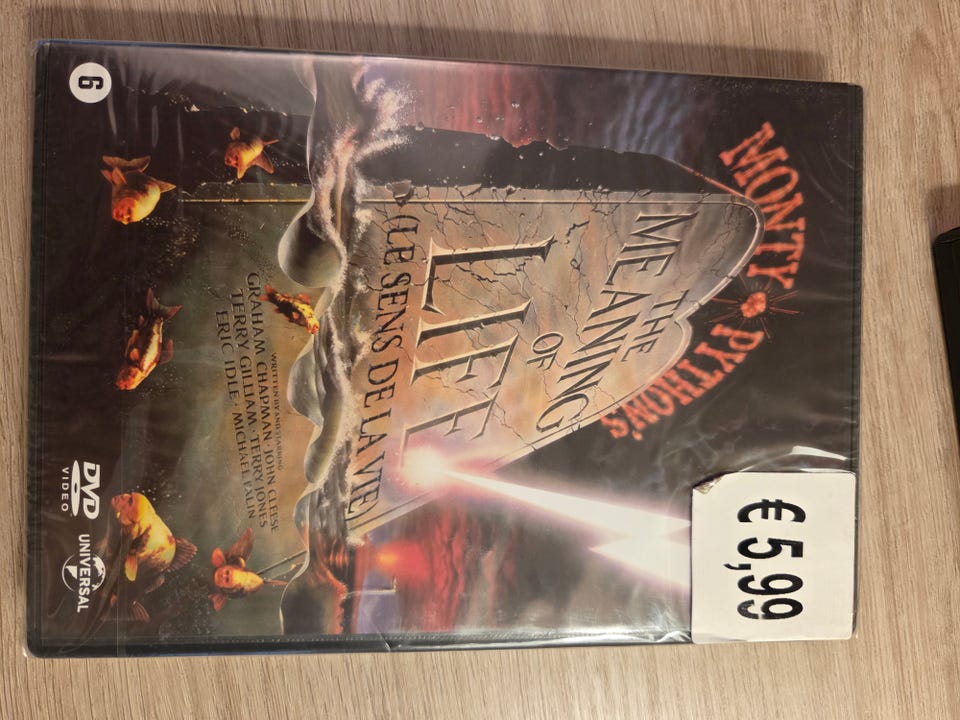 MONTY PYTHON'S
€ 5,99
THE
MEANING
OF
LIFE
(LE SENS DE LA VIE)
WRITTEN BY AND STARRING
GRAHAM CHAPMAN · JOHN CLEESE
TERRY GILLIAM · TERRY JONES
ERIC IDLE · MICHAEL PALIN
6
DVD
VIDEO
UNIVERSAL